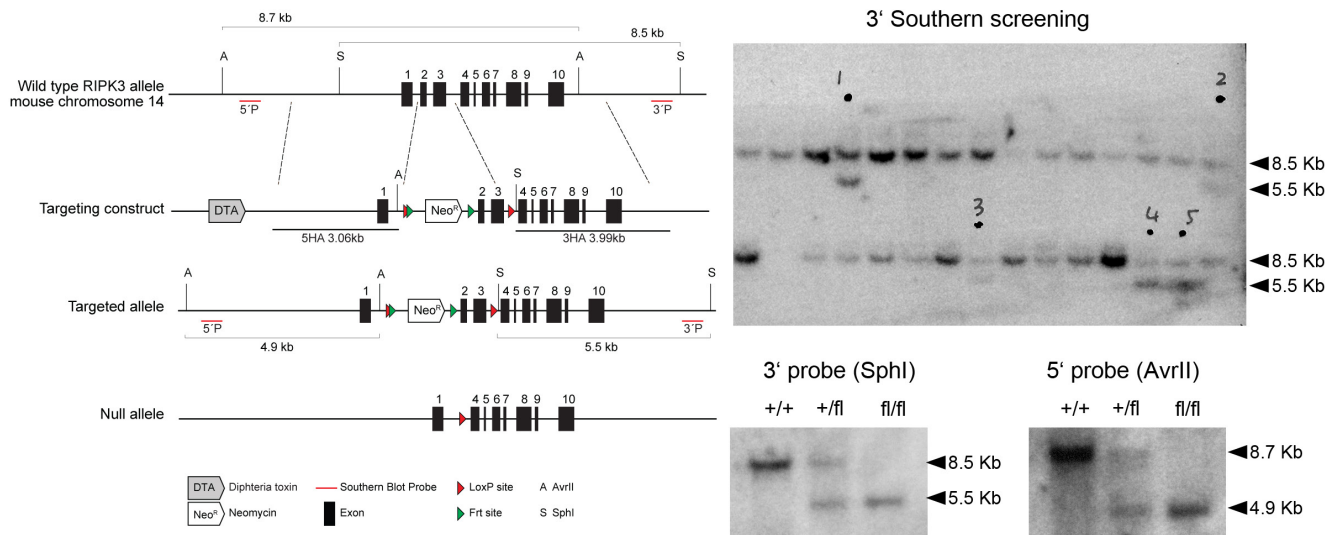 8.7 kb
8.5 kb
A S A S
1 2 3 4 5 6 7 8 9 10
Wild type RIPK3 allele
mouse chromosome 14
5´P 3´P
A S
1 2 3 4 5 6 7 8 9 10
Targeting construct DTA Neoᴿ
5HA 3.06kb 3HA 3.99kb
A A S S
1 2 3 4 5 6 7 8 9 10
Targeted allele Neoᴿ
5´P 3´P
4.9 kb 5.5 kb
1 4 5 6 7 8 9 10
Null allele
DTA Diphteria toxin Southern Blot Probe LoxP site A AvrII
Neoᴿ Neomycin Exon Frt site S SphI
3‘ Southern screening
1 2
8.5 Kb
5.5 Kb
3 4 5
8.5 Kb
5.5 Kb
3‘ probe (SphI)
+/+ +/fl fl/fl
8.5 Kb
5.5 Kb
5‘ probe (AvrII)
+/+ +/fl fl/fl
8.7 Kb
4.9 Kb